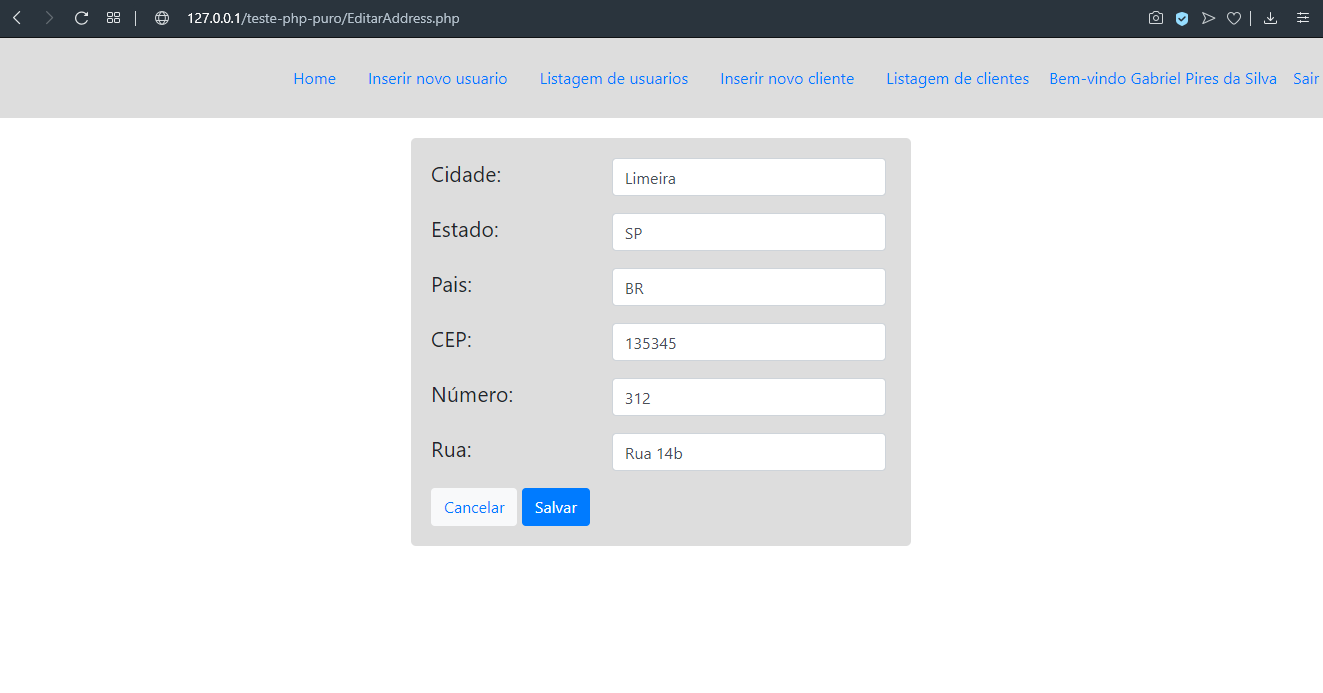 127.0.0.1/teste-php-puro/EditarAddress.php
Home Inserir novo usuario Listagem de usuarios Inserir novo cliente Listagem de clientes Bem-vindo Gabriel Pires da Silva Sair
Cidade: Limeira
Estado: SP
Pais: BR
CEP: 135345
Número: 312
Rua: Rua 14b
Cancelar Salvar